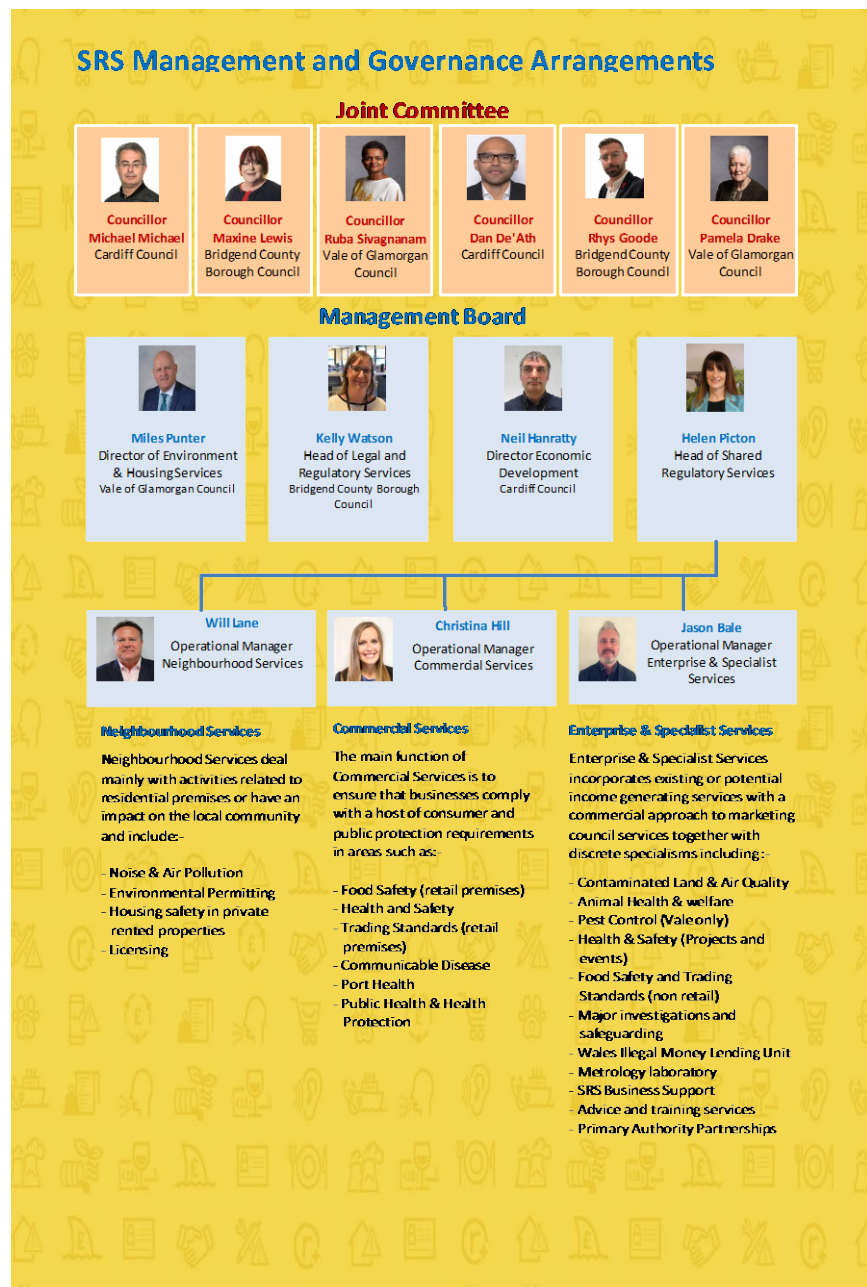 SRS Management and Governance Arrangements
Joint Committee
Councillor
Michael Michael
Cardiff Council
Councillor
Maxine Lewis
Bridgend County
Borough Council
Councillor
Ruba Sivagnanam
Vale of Glamorgan
Council
Councillor
Dan De'Ath
Cardiff Council
Councillor
Rhys Goode
Bridgend County
Borough Council
Councillor
Pamela Drake
Vale of Glamorgan
Council
Management Board
Miles Punter
Director of Environment
& Housing Services
Vale of Glamorgan Council
Kelly Watson
Head of Legal and
Regulatory Services
Bridgend County Borough
Council
Neil Hanratty
Director Economic
Development
Cardiff Council
Helen Picton
Head of Shared
Regulatory Services
Will Lane
Operational Manager
Neighbourhood Services
Christina Hill
Operational Manager
Commercial Services
Jason Bale
Operational Manager
Enterprise & Specialist
Services
Neighbourhood Services
Neighbourhood Services deal
mainly with activities related to
residential premises or have an
impact on the local community
and include:-
- Noise & Air Pollution
- Environmental Permitting
- Housing safety in private
rented properties
- Licensing
Commercial Services
The main function of
Commercial Services is to
ensure that businesses comply
with a host of consumer and
public protection requirements
in areas such as:-
- Food Safety (retail premises)
- Health and Safety
- Trading Standards (retail
premises)
- Communicable Disease
- Port Health
- Public Health & Health
Protection
Enterprise & Specialist Services
Enterprise & Specialist Services
incorporates existing or potential
income generating services with a
commercial approach to marketing
council services together with
discrete specialisms including:-
- Contaminated Land & Air Quality
- Animal Health & welfare
- Pest Control (Vale only)
- Health & Safety (Projects and
events)
- Food Safety and Trading
Standards (non retail)
- Major investigations and
safeguarding
- Wales Illegal Money Lending Unit
- Metrology laboratory
- SRS Business Support
- Advice and training services
- Primary Authority Partnerships